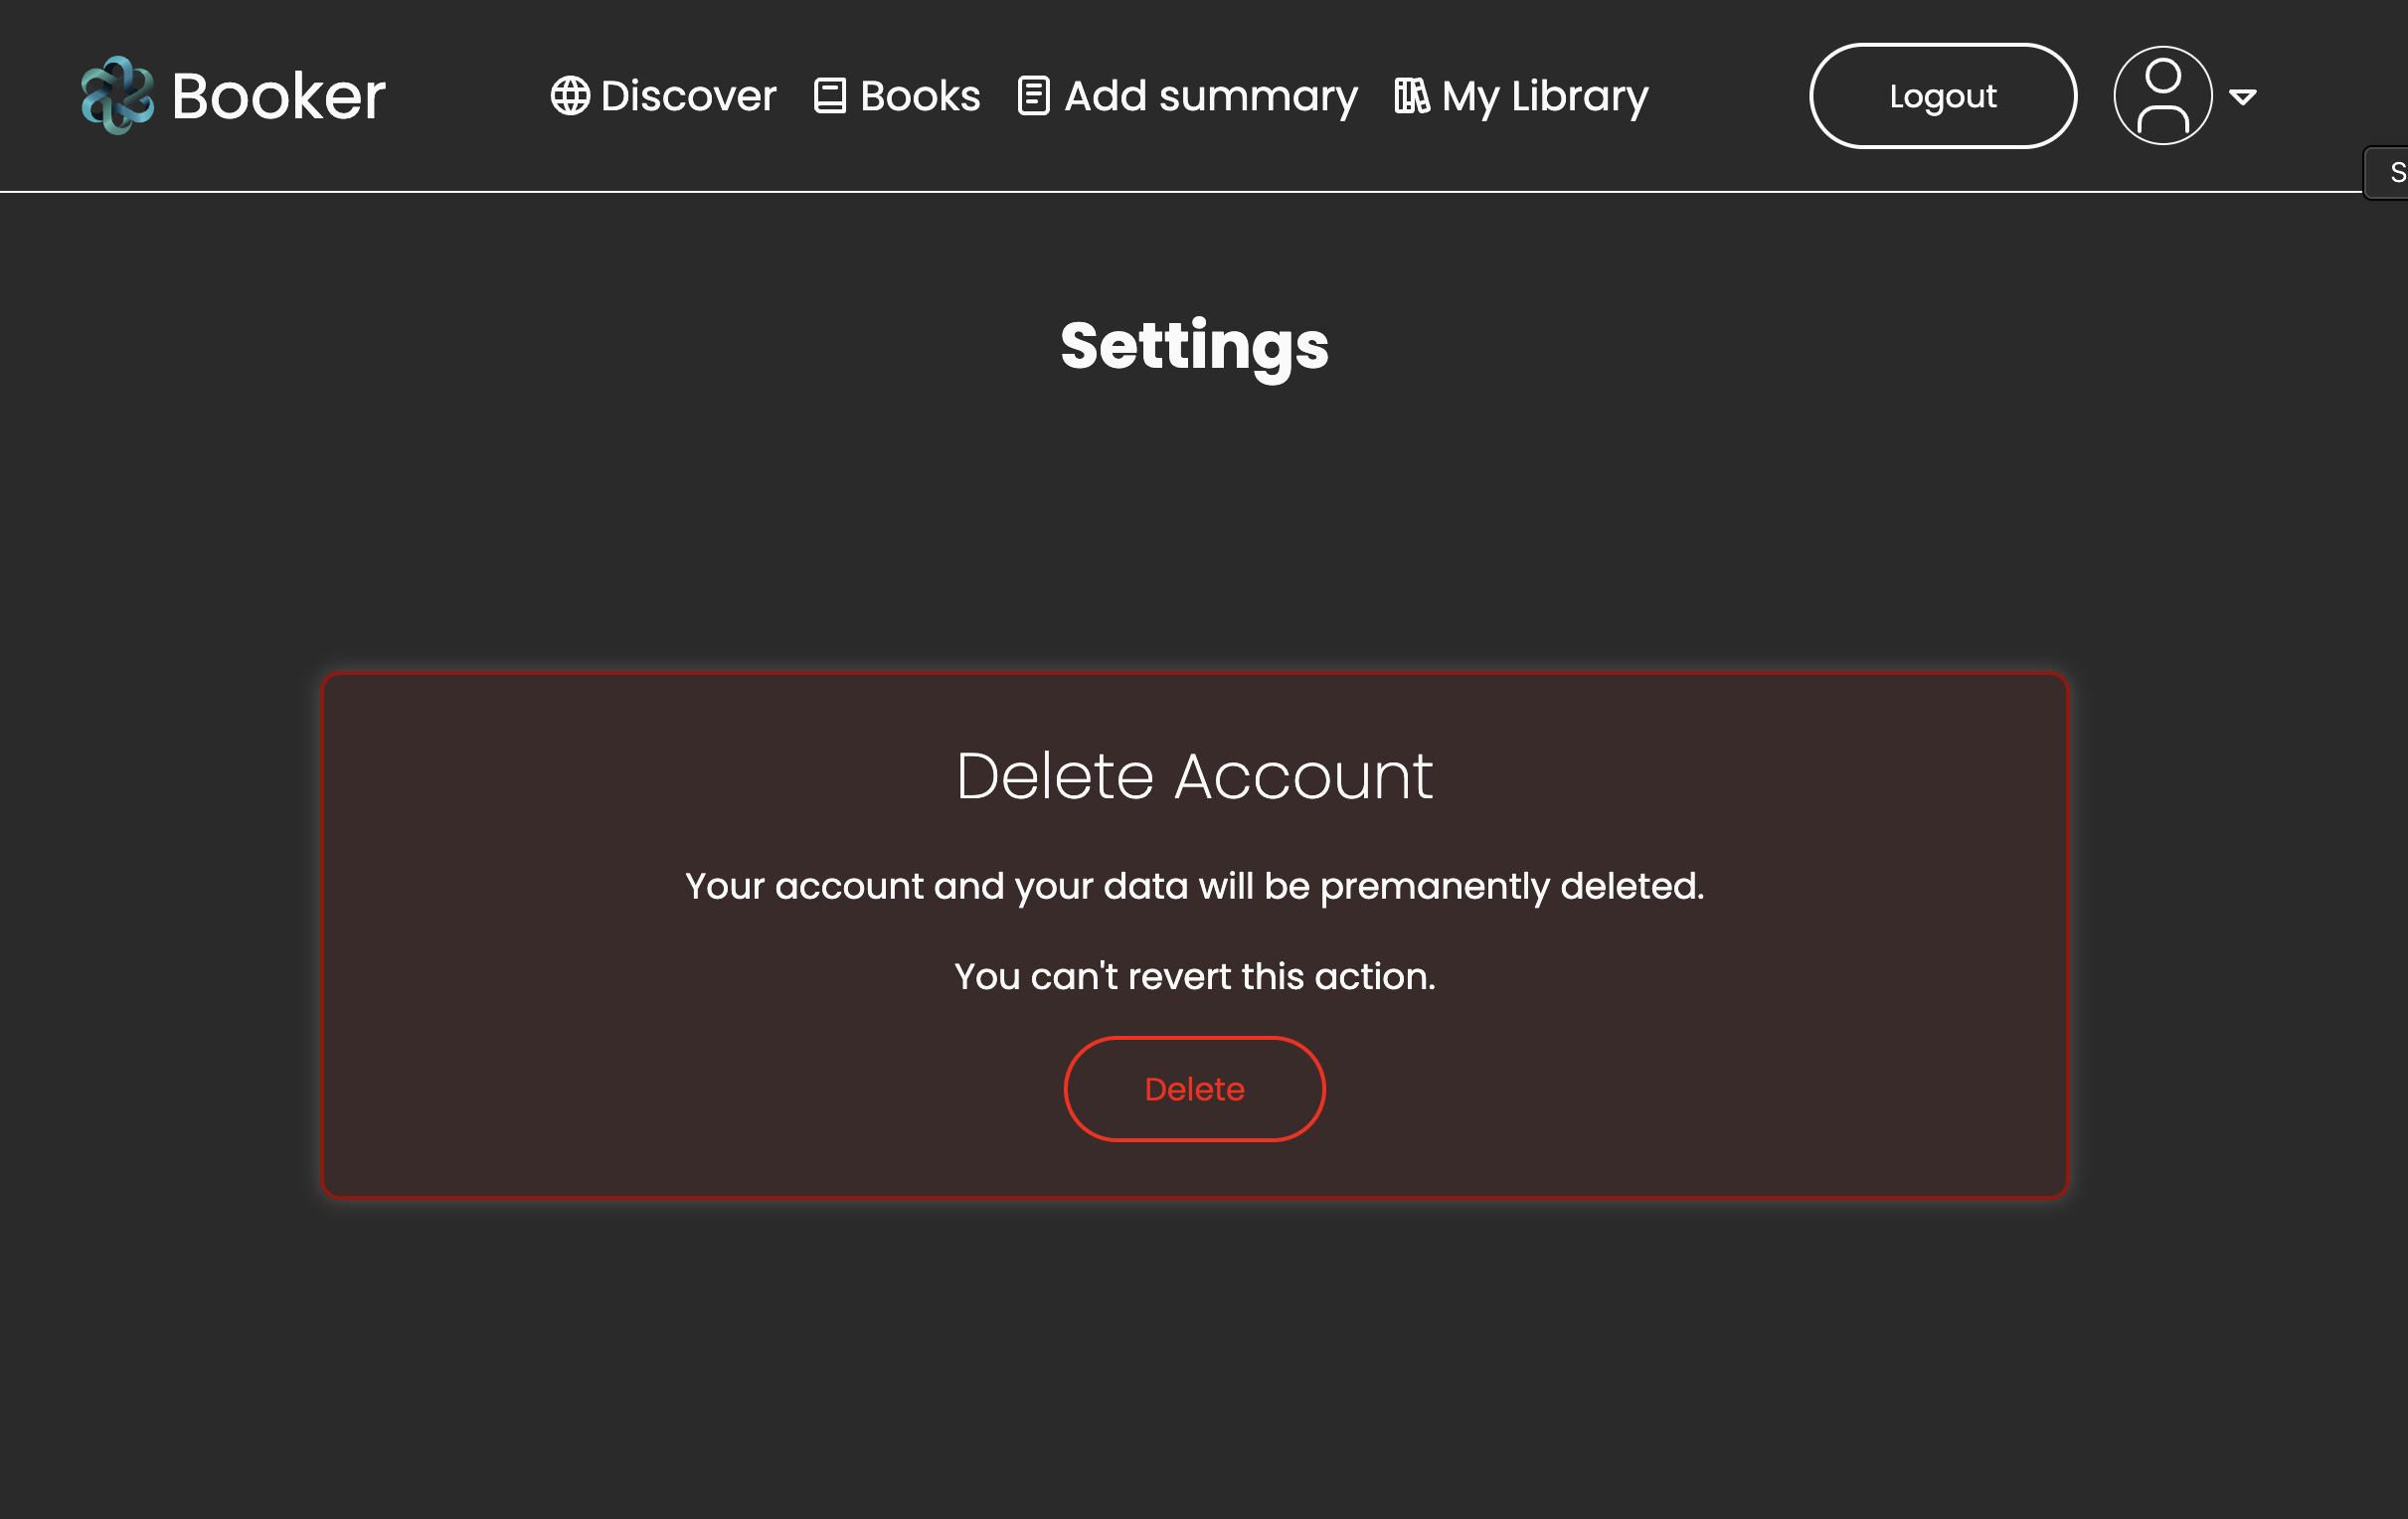 Booker
Discover
Books
Add summary
My Library
Logout
Settings
Delete Account
Your account and your data will be premanently deleted.
You can't revert this action.
Delete